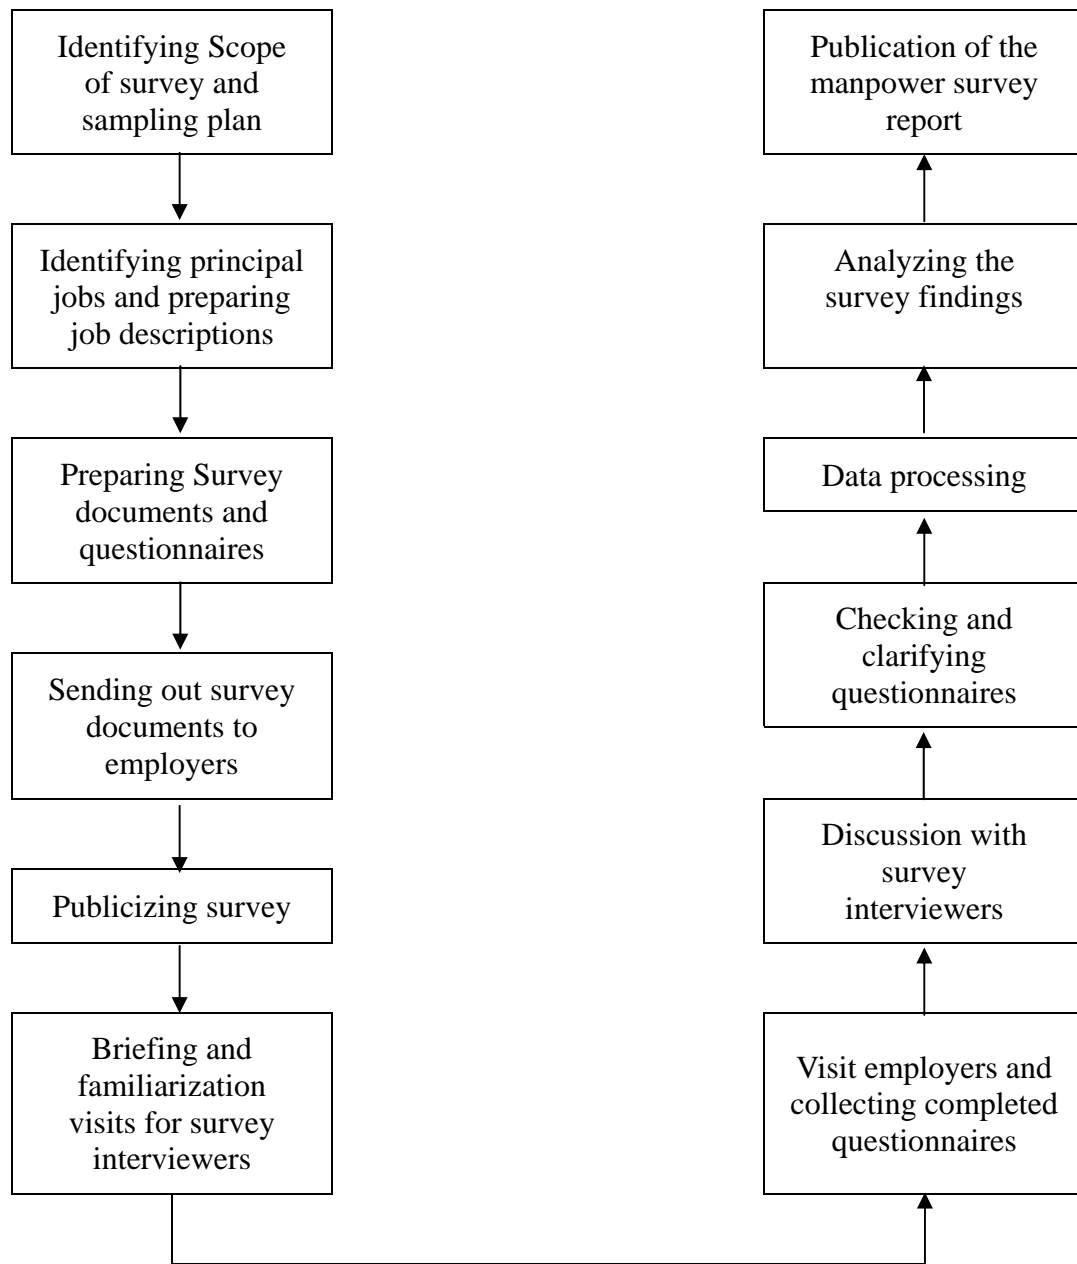 Identifying Scope
of survey and
sampling plan
Identifying principal
jobs and preparing
job descriptions
Preparing Survey
documents and
questionnaires
Sending out survey
documents to
employers
Publicizing survey
Briefing and
familiarization
visits for survey
interviewers
Visit employers and
collecting completed
questionnaires
Discussion with
survey
interviewers
Checking and
clarifying
questionnaires
Data processing
Analyzing the
survey findings
Publication of the
manpower survey
report